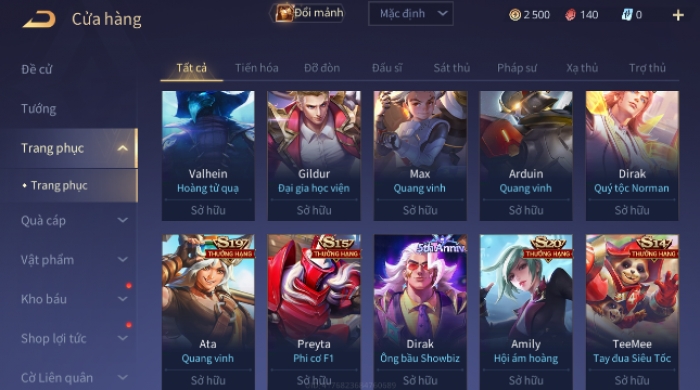 Cửa hàng
Đổi mảnh
Mặc định
2 500
140
0
+
Đề cử
Tướng
Trang phục
Trang phục
Quà cáp
Vật phẩm
Kho báu
Shop lợi tức
Cờ Liên quân
Tất cả
Tiến hóa
Đỡ đòn
Đấu sĩ
Sát thủ
Pháp sư
Xạ thủ
Trợ thủ
Valhein
Hoàng tử quạ
Sở hữu
Gildur
Đại gia học viện
Sở hữu
Max
Quang vinh
Sở hữu
Arduin
Quang vinh
Sở hữu
Dirak
Quý tộc Norman
Sở hữu
S19
THƯỞNG HẠNG
Ata
Quang vinh
Sở hữu
S15
THƯỞNG HẠNG
Preyta
Phi cơ F1
Sở hữu
5th Anniv
Dirak
Ông bầu Showbiz
Sở hữu
S20
THƯỞNG HẠNG
Amily
Hội ám hoàng
Sở hữu
S14
THƯỞNG HẠNG
TeeMee
Tay đua Siêu Tốc
Sở hữu